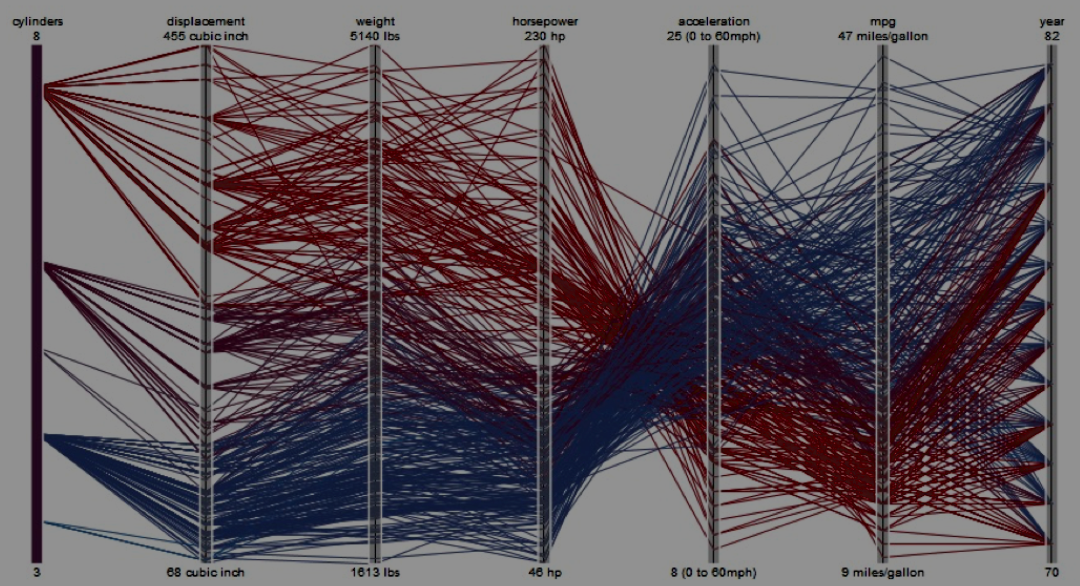 cylinders
8
displacement
455 cubic inch
weight
5140 lbs
horsepower
230 hp
acceleration
25 (0 to 60mph)
mpg
47 miles/gallon
year
82
3
68 cubic inch
1613 lbs
46 hp
8 (0 to 60mph)
9 miles/gallon
70